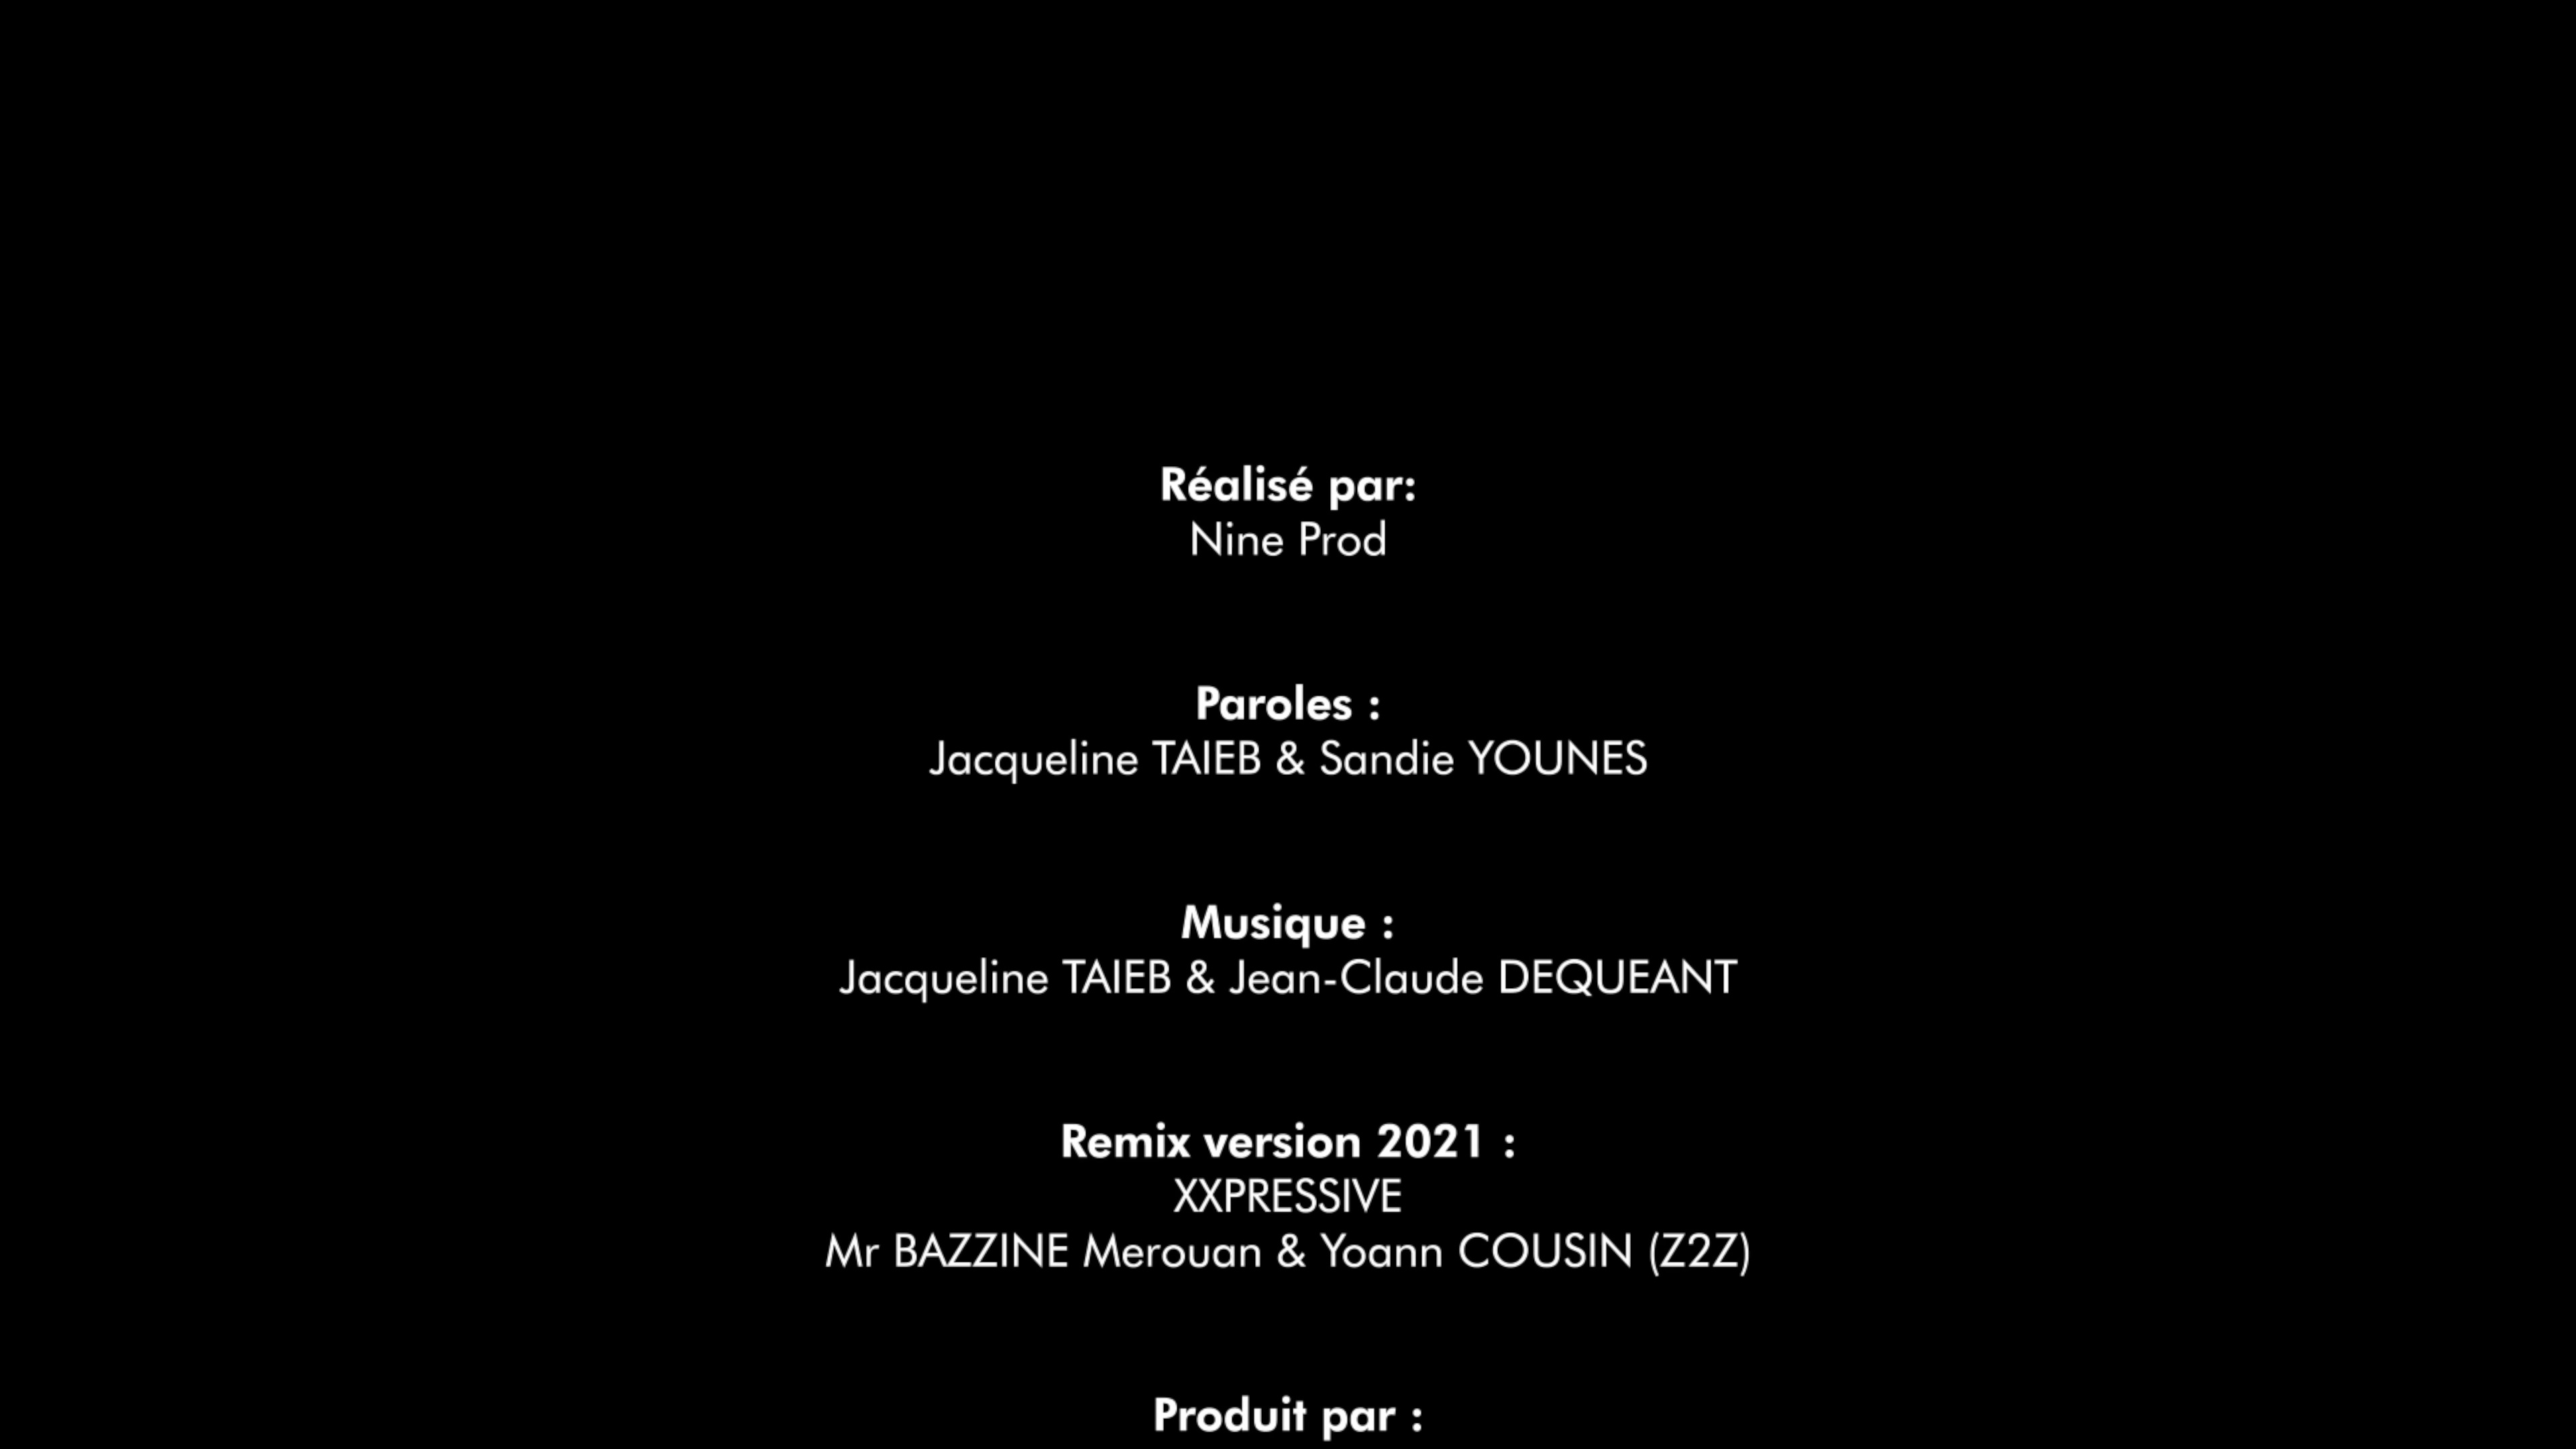 Réalisé par:
Nine Prod
Paroles :
Jacqueline TAIEB & Sandie YOUNES
Musique :
Jacqueline TAIEB & Jean-Claude DEQUEANT
Remix version 2021 :
XXPRESSIVE
Mr BAZZINE Merouan & Yoann COUSIN (Z2Z)
Produit par :